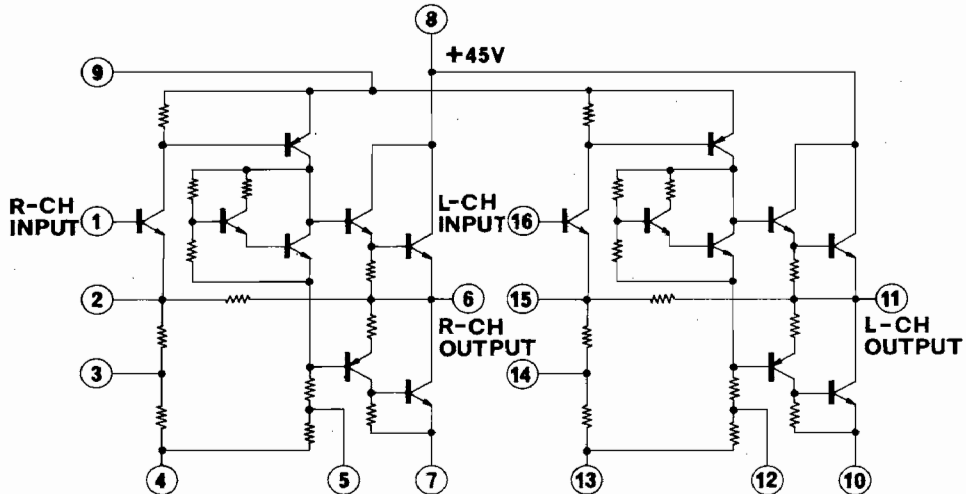 8
+45V
9
R-CH
INPUT
1
L-CH
INPUT
16
2
6
R-CH
OUTPUT
15
11
L-CH
OUTPUT
3
14
4
5
7
13
12
10